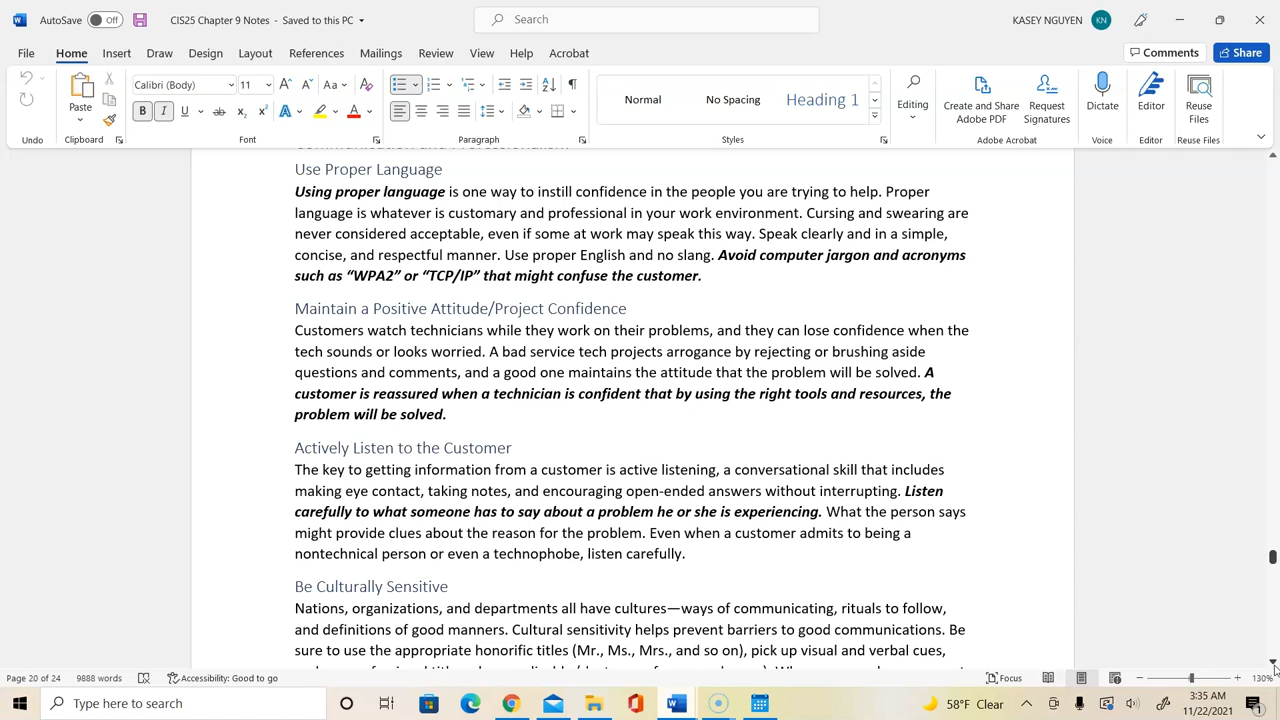 AutoSave Off CIS25 Chapter 9 Notes - Saved to this PC Search KASEY NGUYEN KN
File Home Insert Draw Design Layout References Mailings Review View Help Acrobat Comments Share
Calibri (Body) 11 Aa
Paste
B I U ab x₂ x² A A
Normal No Spacing Heading 1
Editing Create and Share Adobe PDF Request Signatures Dictate Editor Reuse Files
Undo Clipboard Font Paragraph Styles Adobe Acrobat Voice Editor Reuse Files
Use Proper Language
Using proper language is one way to instill confidence in the people you are trying to help. Proper
language is whatever is customary and professional in your work environment. Cursing and swearing are
never considered acceptable, even if some at work may speak this way. Speak clearly and in a simple,
concise, and respectful manner. Use proper English and no slang. Avoid computer jargon and acronyms
such as “WPA2” or “TCP/IP” that might confuse the customer.
Maintain a Positive Attitude/Project Confidence
Customers watch technicians while they work on their problems, and they can lose confidence when the
tech sounds or looks worried. A bad service tech projects arrogance by rejecting or brushing aside
questions and comments, and a good one maintains the attitude that the problem will be solved. A
customer is reassured when a technician is confident that by using the right tools and resources, the
problem will be solved.
Actively Listen to the Customer
The key to getting information from a customer is active listening, a conversational skill that includes
making eye contact, taking notes, and encouraging open-ended answers without interrupting. Listen
carefully to what someone has to say about a problem he or she is experiencing. What the person says
might provide clues about the reason for the problem. Even when a customer admits to being a
nontechnical person or even a technophobe, listen carefully.
Be Culturally Sensitive
Nations, organizations, and departments all have cultures—ways of communicating, rituals to follow,
and definitions of good manners. Cultural sensitivity helps prevent barriers to good communications. Be
sure to use the appropriate honorific titles (Mr., Ms., Mrs., and so on), pick up visual and verbal cues,
Page 20 of 24 9888 words Accessibility: Good to go Focus 130%
Type here to search 58°F Clear 3:35 AM
11/22/2021 1